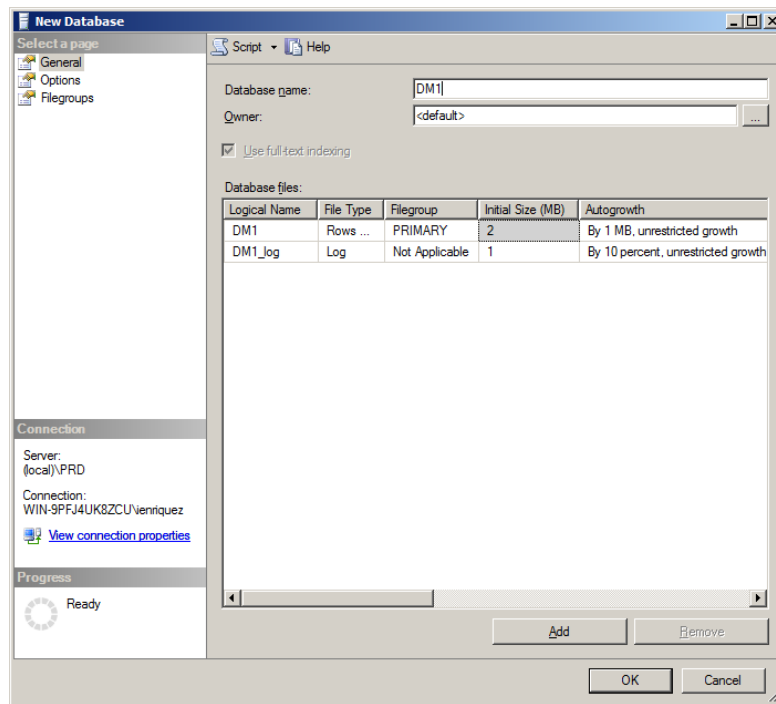 New Database
Select a page
General
Options
Filegroups
Script Help
Database name: DM1
Owner: <default> ...
Use full-text indexing
Database files:
Logical Name File Type Filegroup Initial Size (MB) Autogrowth
DM1 Rows ... PRIMARY 2 By 1 MB, unrestricted growth
DM1_log Log Not Applicable 1 By 10 percent, unrestricted growth
Connection
Server:
(local)\PRD
Connection:
WIN-9PFJ4UK8ZCU\ienriquez
View connection properties
Progress
Ready
Add Remove
OK Cancel